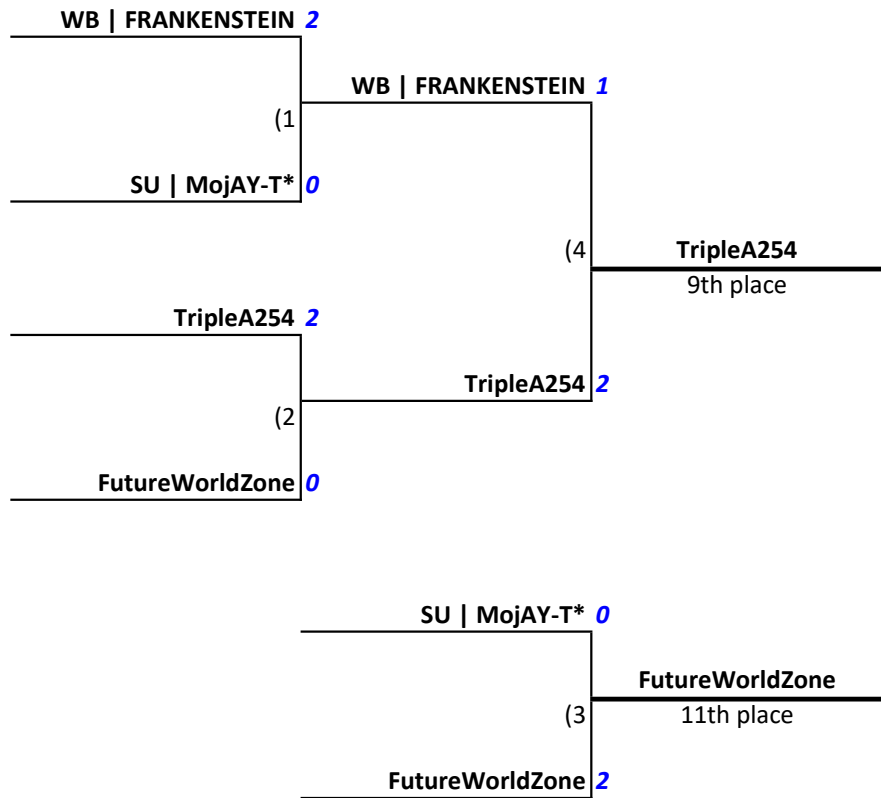 WB | FRANKENSTEIN 2
WB | FRANKENSTEIN 1
(1
SU | MojAY-T* 0
(4
TripleA254
9th place
TripleA254 2
TripleA254 2
(2
FutureWorldZone 0
SU | MojAY-T* 0
FutureWorldZone
(3
11th place
FutureWorldZone 2